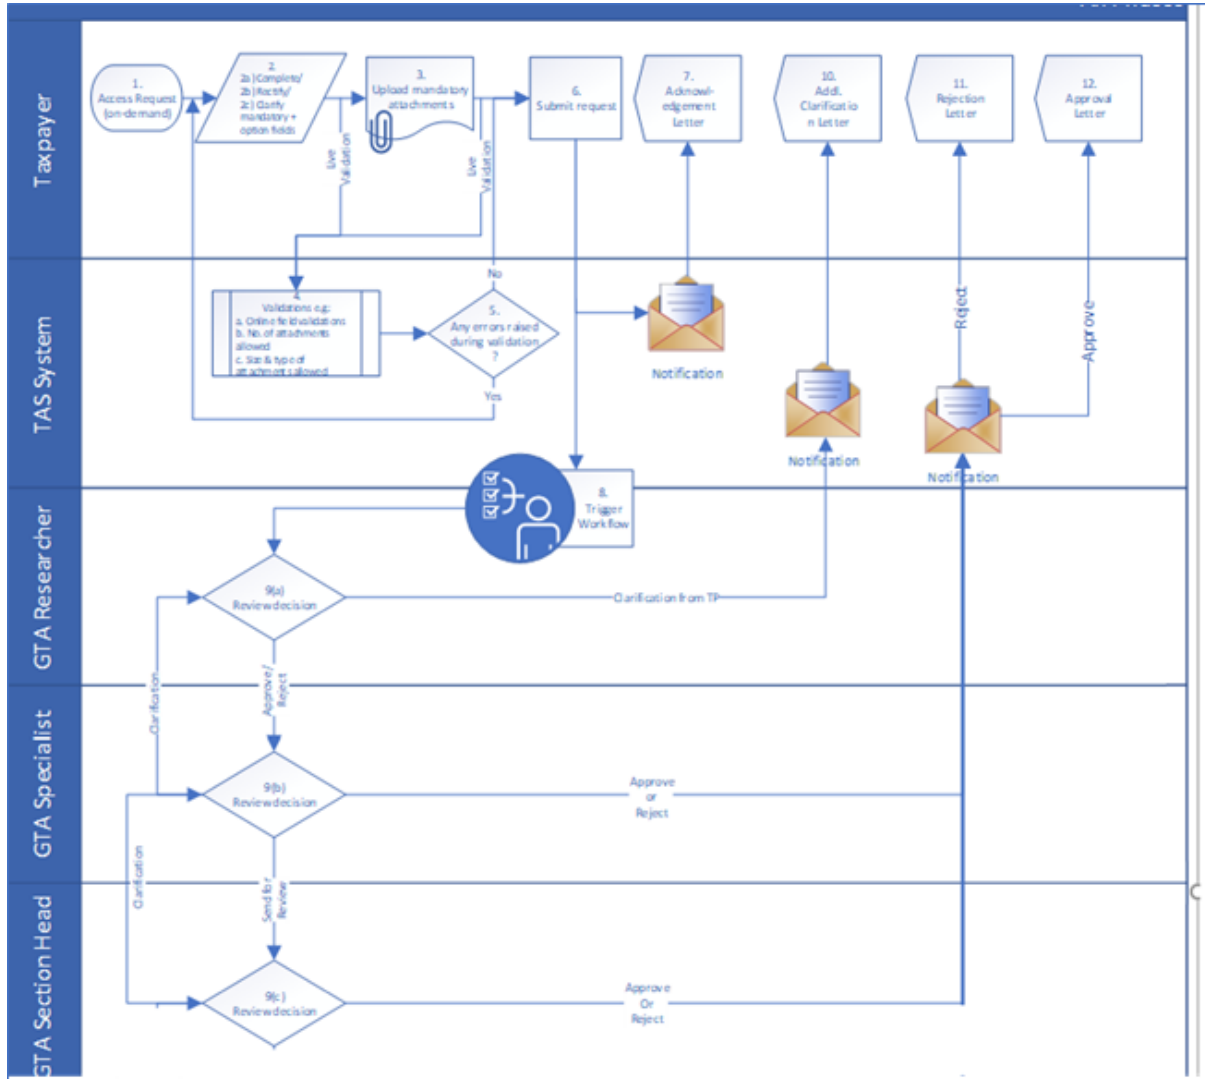 Taxpayer
1.
Access Request
(on-demand)
2.
2a) Complete/
2b) Rectify/
2c) Clarify
mandatory +
option fields
3.
Upload mandatory
attachments
6.
Submit request
7.
Acknowl-
edgement
Letter
10.
Addl.
Clarificatio
n Letter
11.
Rejection
Letter
12.
Approval
Letter
Live
Validation
Live
Validation
TAS System
No
4.
Validations e.g:
a. Online field validations
b. No. of attachments
allowed
c. Size & type of
attachments allowed
5.
Any errors raised
during validation
?
Yes
Notification
Notification
Notification
Reject
Approve
8.
Trigger
Workflow
GTA Researcher
9(a)
Review decision
Clarification from TP
Clarification
Approve/
Reject
GTA Specialist
9(b)
Review decision
Approve
or
Reject
Clarification
Send for
Review
GTA Section Head
9(c)
Review decision
Approve
Or
Reject